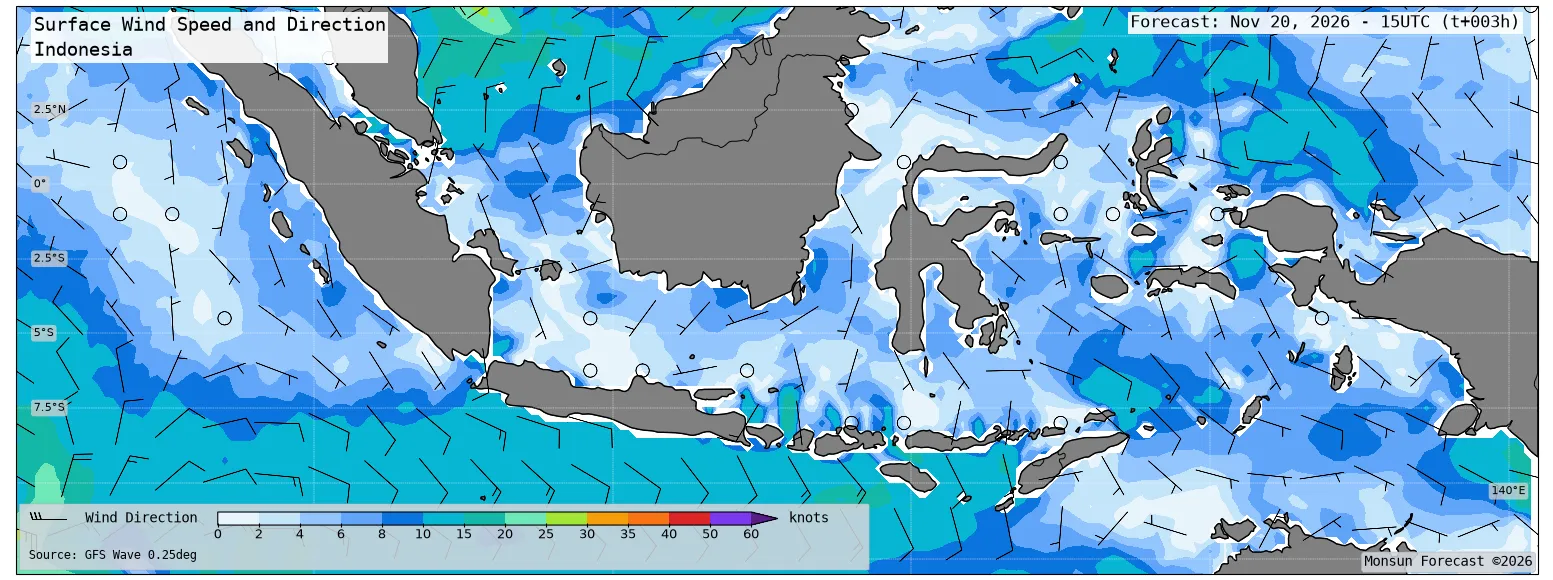 Surface Wind Speed and Direction
Indonesia
Forecast: Nov 20, 2026 - 15UTC (t+003h)
2.5°N
0°
2.5°S
5°S
7.5°S
140°E
Wind Direction
0 2 4 6 8 10 15 20 25 30 35 40 50 60 knots
Source: GFS Wave 0.25deg
Monsun Forecast ©2026